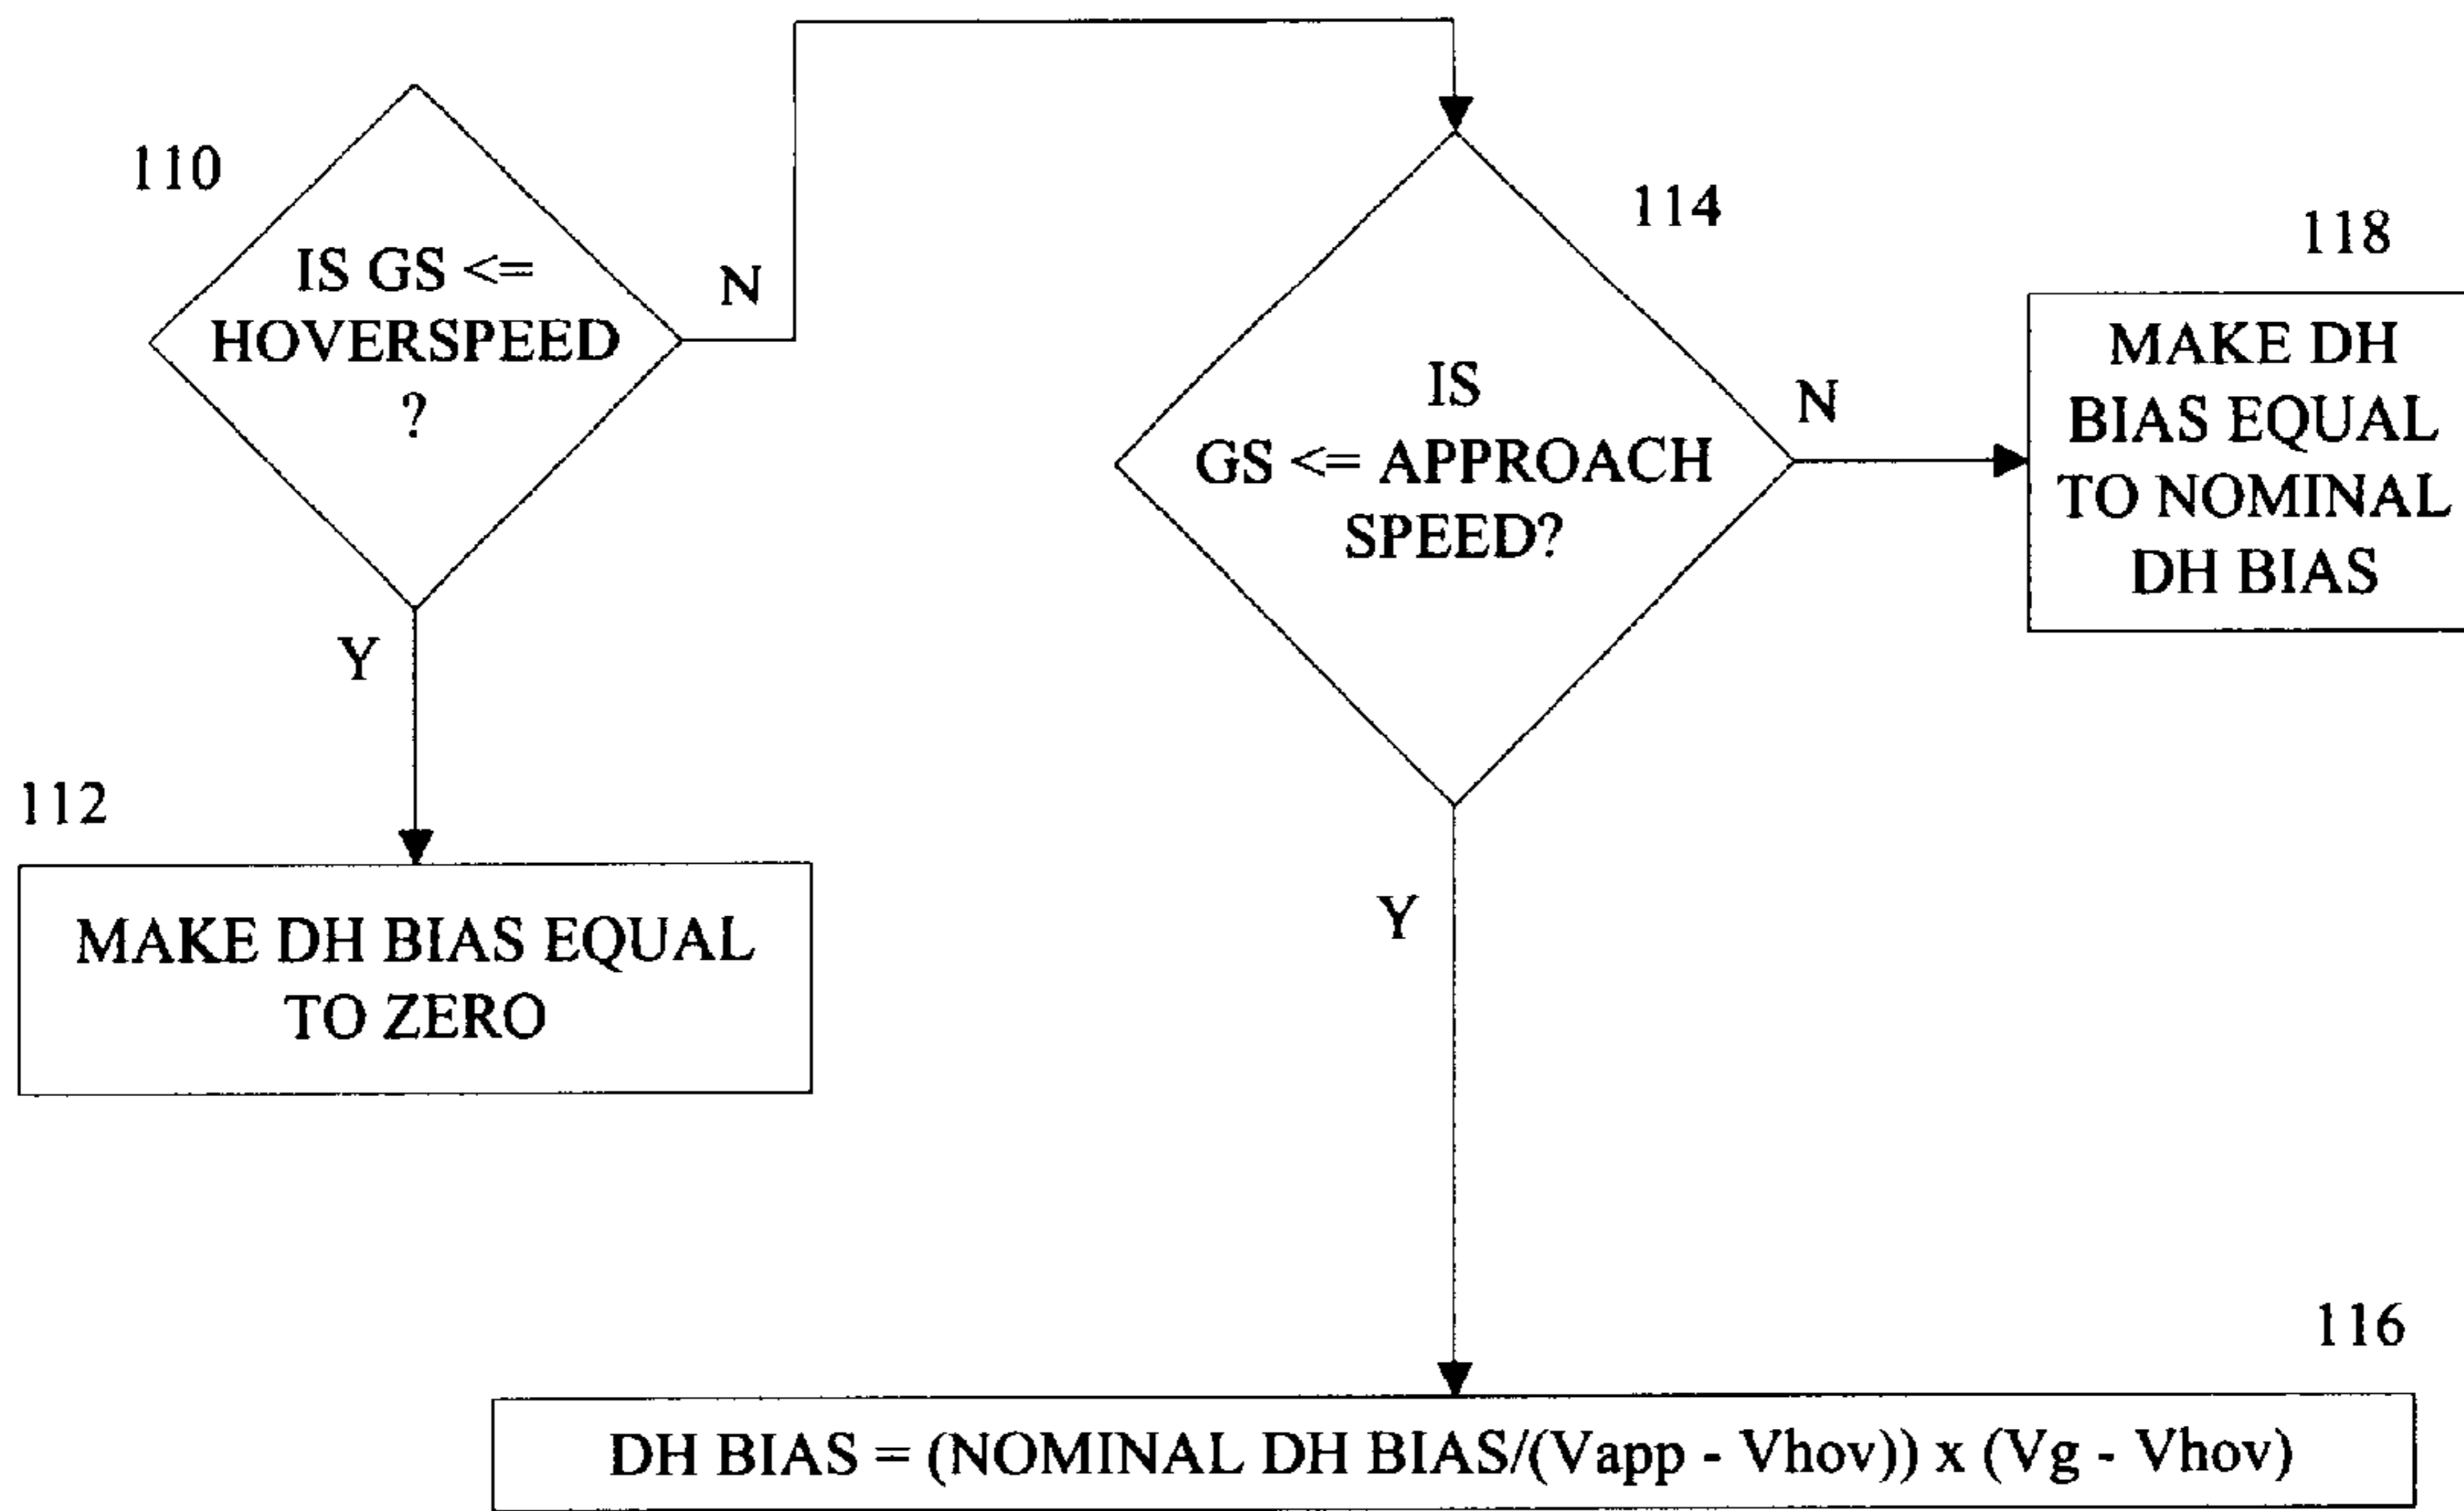 110
IS GS <=
HOVERSPEED
?
N
Y
112
MAKE DH BIAS EQUAL
TO ZERO
114
IS
GS <= APPROACH
SPEED?
N
Y
118
MAKE DH
BIAS EQUAL
TO NOMINAL
DH BIAS
116
DH BIAS = (NOMINAL DH BIAS/(Vapp - Vhov)) x (Vg - Vhov)